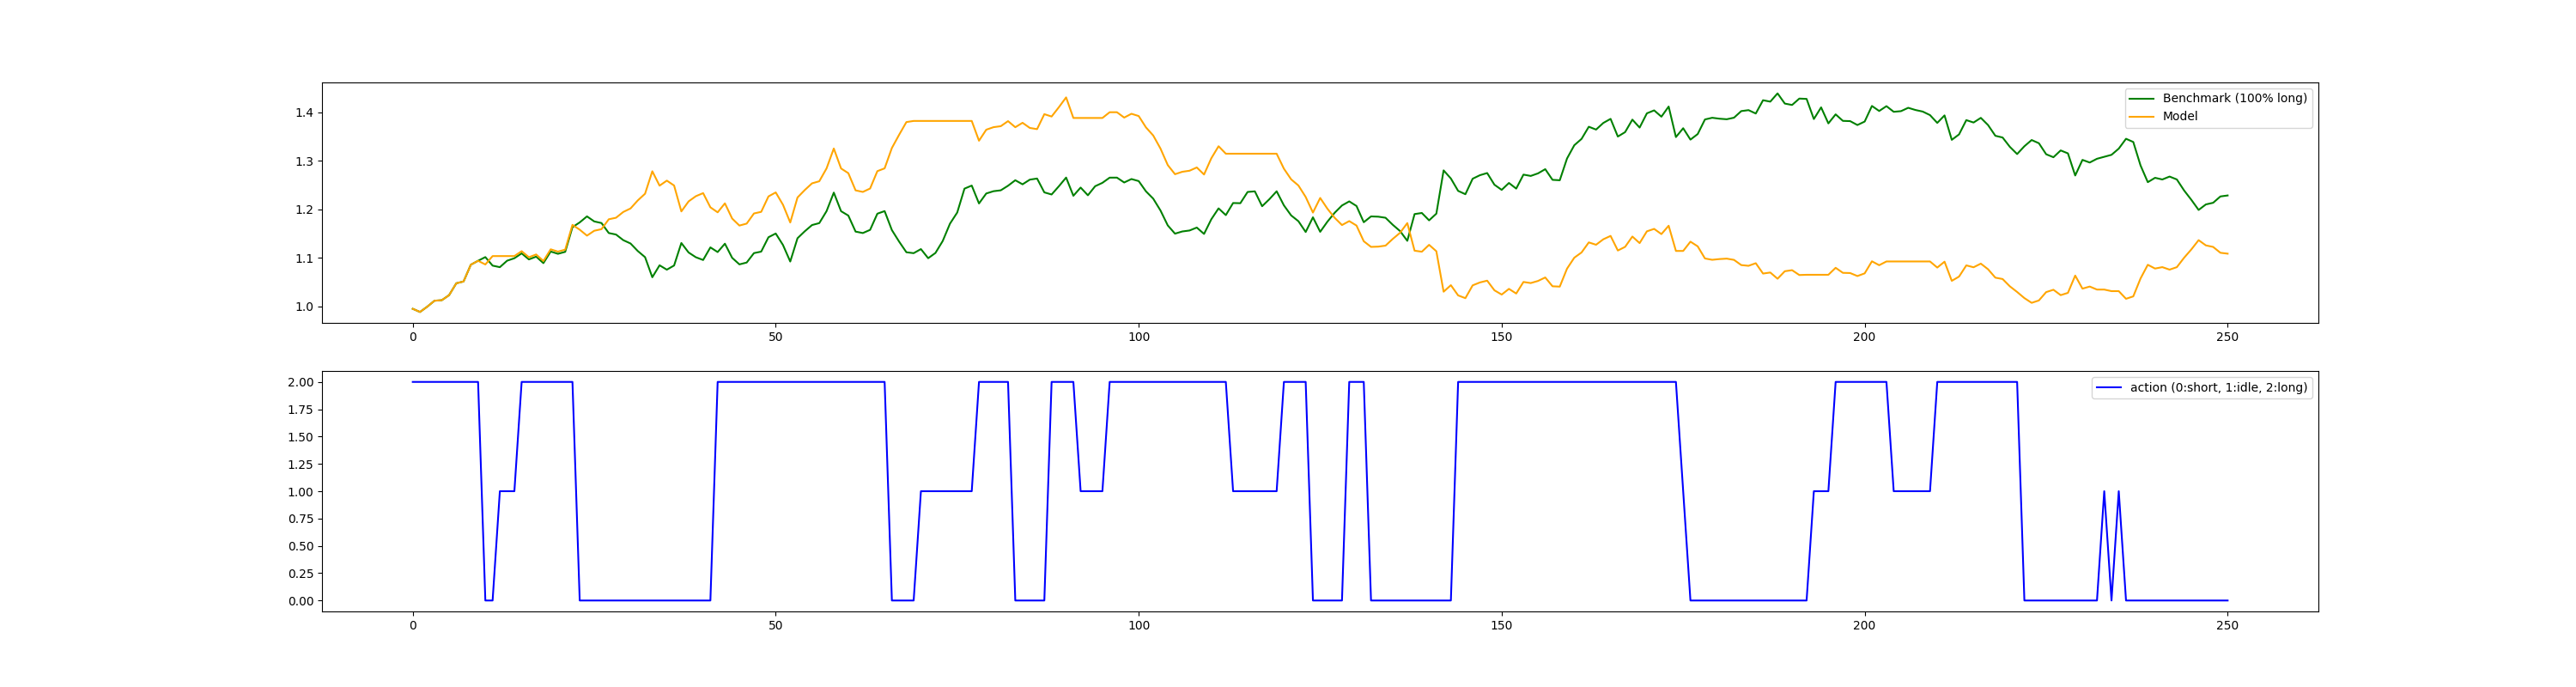 Benchmark (100% long)
Model
1.4
1.3
1.2
1.1
1.0
0 50 100 150 200 250
action (0:short, 1:idle, 2:long)
2.00
1.75
1.50
1.25
1.00
0.75
0.50
0.25
0.00
0 50 100 150 200 250